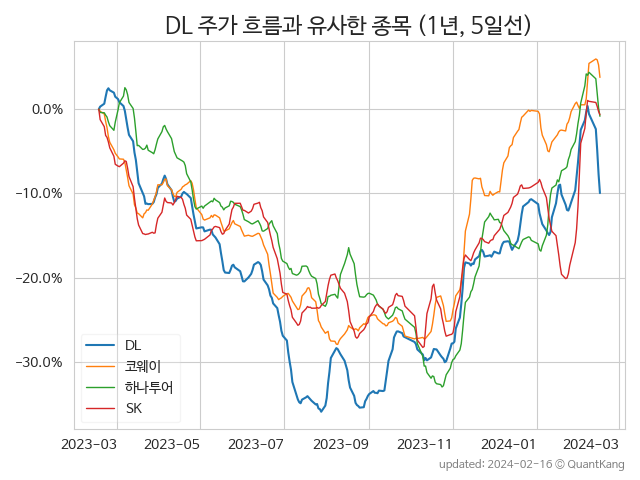 DL 주가 흐름과 유사한 종목 (1년, 5일선)
0.0%
-10.0%
-20.0%
-30.0%
DL
코웨이
하나투어
SK
2023-03 2023-05 2023-07 2023-09 2023-11 2024-01 2024-03
updated: 2024-02-16 © QuantKang